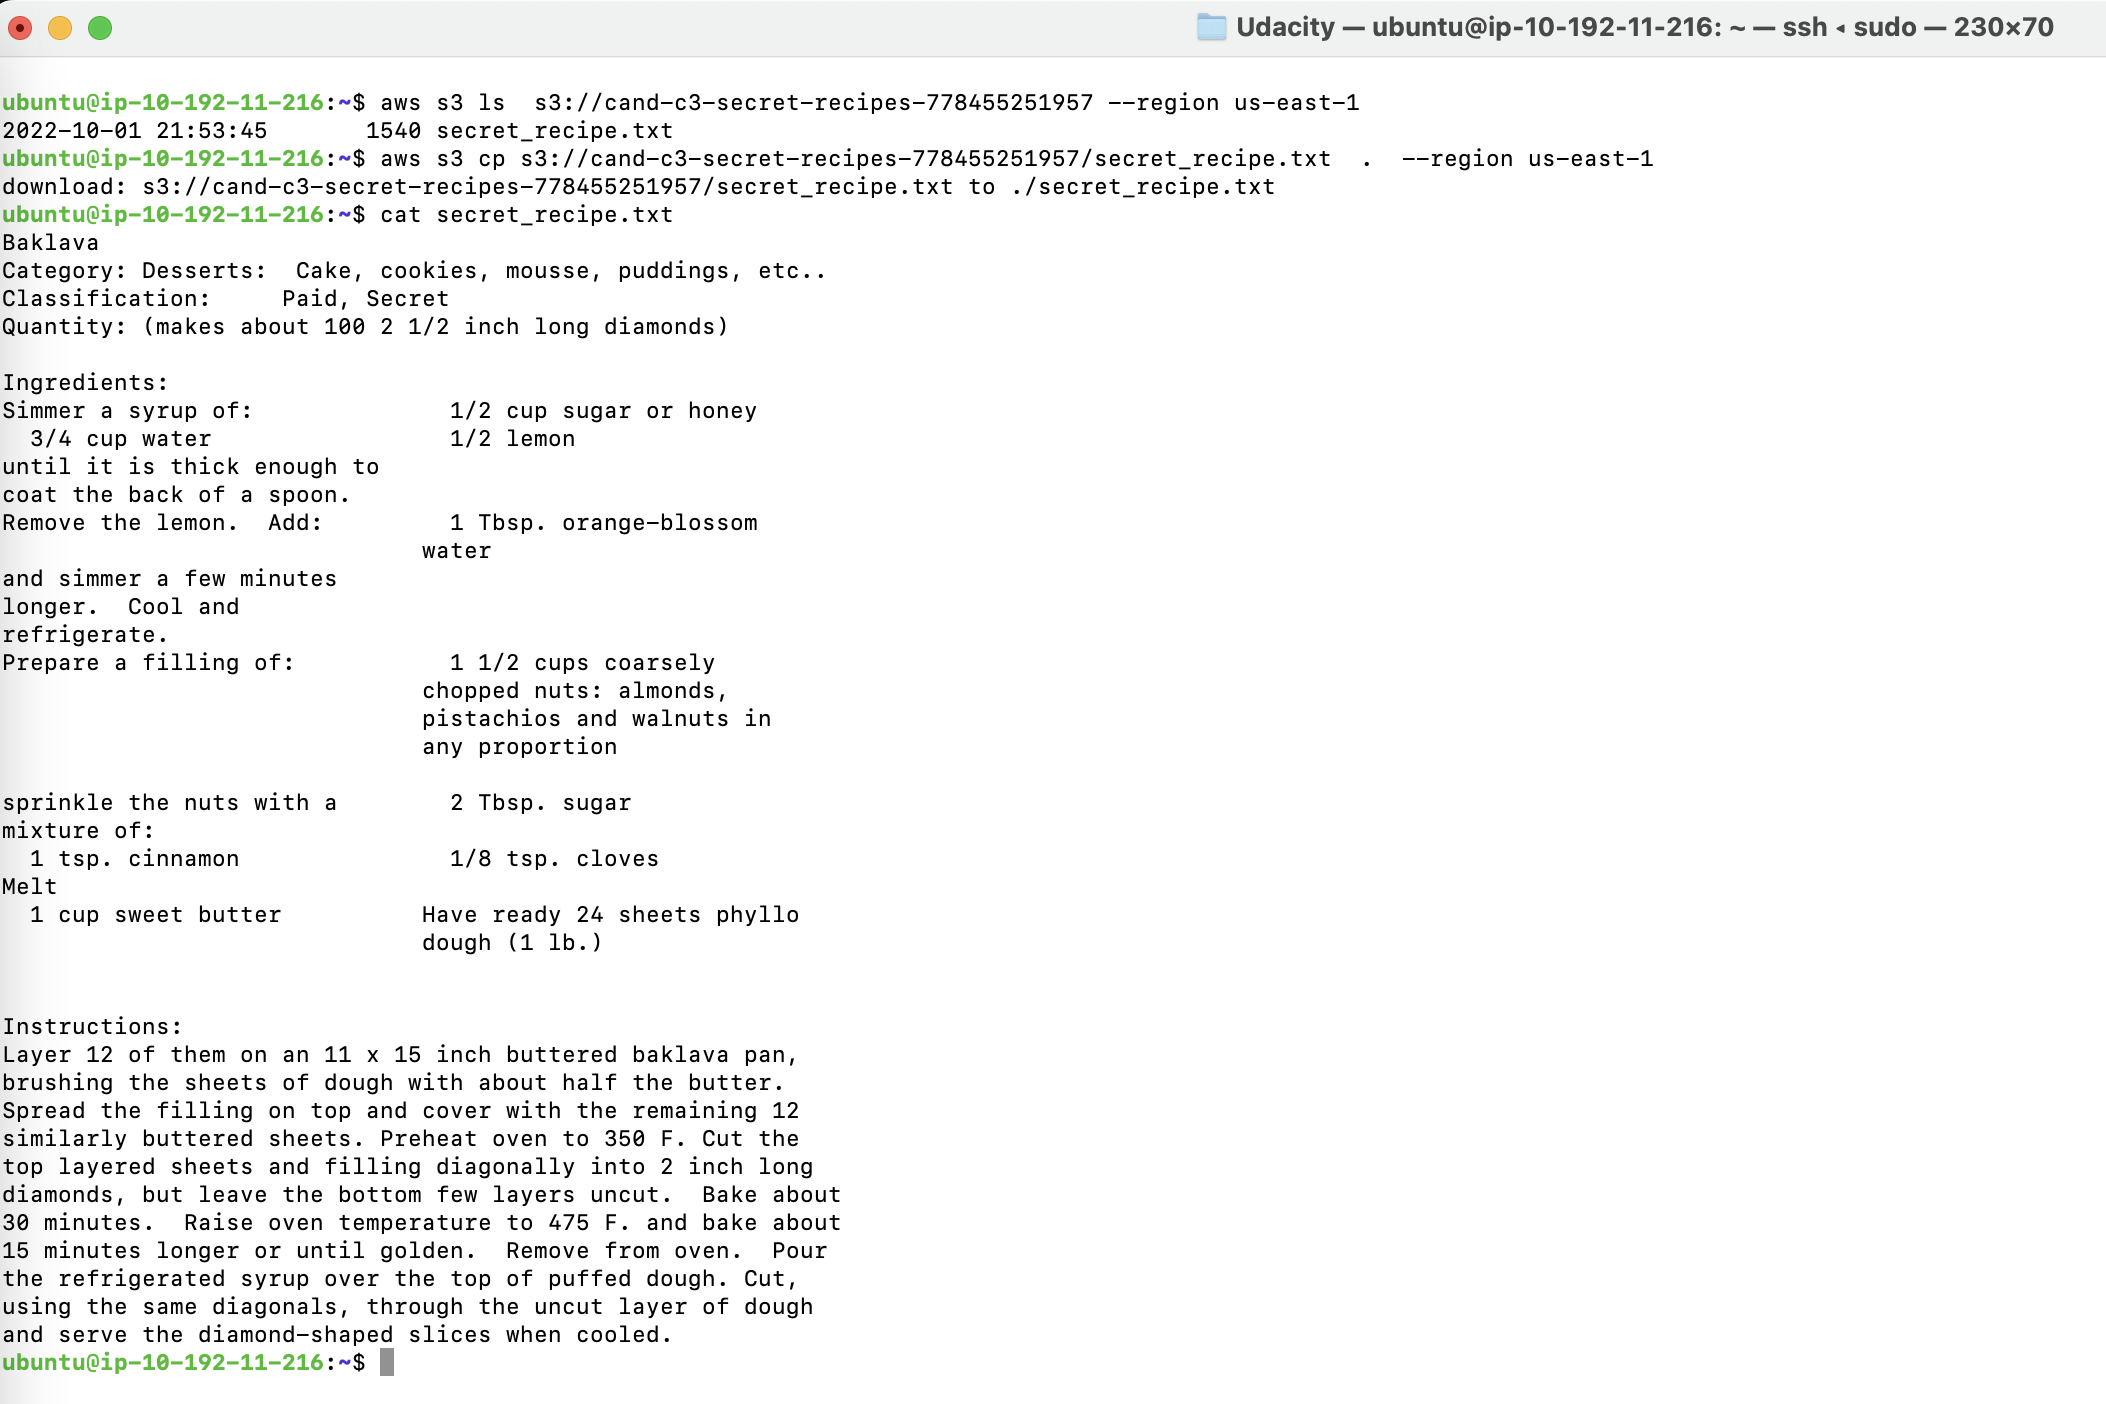 Udacity — ubuntu@ip-10-192-11-216: ~ — ssh ◂ sudo — 230×70
ubuntu@ip-10-192-11-216:~$ aws s3 ls  s3://cand-c3-secret-recipes-778455251957 --region us-east-1
2022-10-01 21:53:45       1540 secret_recipe.txt
ubuntu@ip-10-192-11-216:~$ aws s3 cp s3://cand-c3-secret-recipes-778455251957/secret_recipe.txt  .  --region us-east-1
download: s3://cand-c3-secret-recipes-778455251957/secret_recipe.txt to ./secret_recipe.txt
ubuntu@ip-10-192-11-216:~$ cat secret_recipe.txt
Baklava
Category: Desserts:  Cake, cookies, mousse, puddings, etc..
Classification:     Paid, Secret
Quantity: (makes about 100 2 1/2 inch long diamonds)

Ingredients:
Simmer a syrup of:              1/2 cup sugar or honey
  3/4 cup water                 1/2 lemon
until it is thick enough to
coat the back of a spoon.
Remove the lemon.  Add:         1 Tbsp. orange-blossom
                              water
and simmer a few minutes
longer.  Cool and
refrigerate.
Prepare a filling of:           1 1/2 cups coarsely
                              chopped nuts: almonds,
                              pistachios and walnuts in
                              any proportion

sprinkle the nuts with a        2 Tbsp. sugar
mixture of:
  1 tsp. cinnamon               1/8 tsp. cloves
Melt
  1 cup sweet butter          Have ready 24 sheets phyllo
                              dough (1 lb.)

Instructions:
Layer 12 of them on an 11 x 15 inch buttered baklava pan,
brushing the sheets of dough with about half the butter.
Spread the filling on top and cover with the remaining 12
similarly buttered sheets. Preheat oven to 350 F. Cut the
top layered sheets and filling diagonally into 2 inch long
diamonds, but leave the bottom few layers uncut.  Bake about
30 minutes.  Raise oven temperature to 475 F. and bake about
15 minutes longer or until golden.  Remove from oven.  Pour
the refrigerated syrup over the top of puffed dough. Cut,
using the same diagonals, through the uncut layer of dough
and serve the diamond-shaped slices when cooled.
ubuntu@ip-10-192-11-216:~$